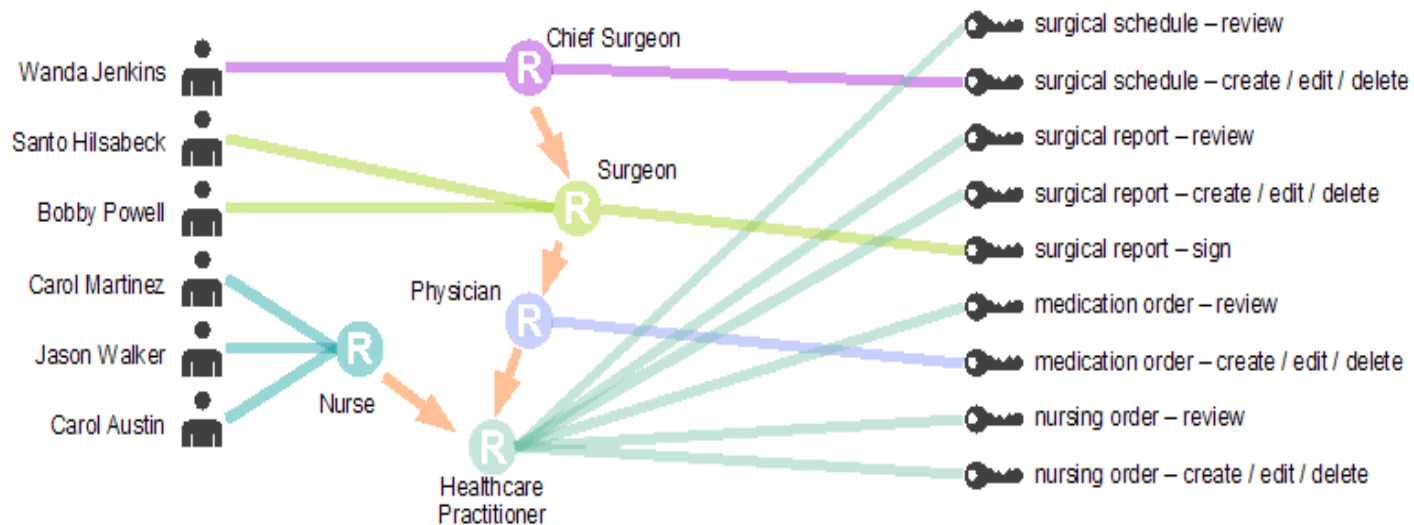 Wanda Jenkins
Santo Hilsabeck
Bobby Powell
Carol Martinez
Jason Walker
Carol Austin
Chief Surgeon
R
Surgeon
R
Physician
R
R
Nurse
R
Healthcare
Practitioner
surgical schedule – review
surgical schedule – create / edit / delete
surgical report – review
surgical report – create / edit / delete
surgical report – sign
medication order – review
medication order – create / edit / delete
nursing order – review
nursing order – create / edit / delete